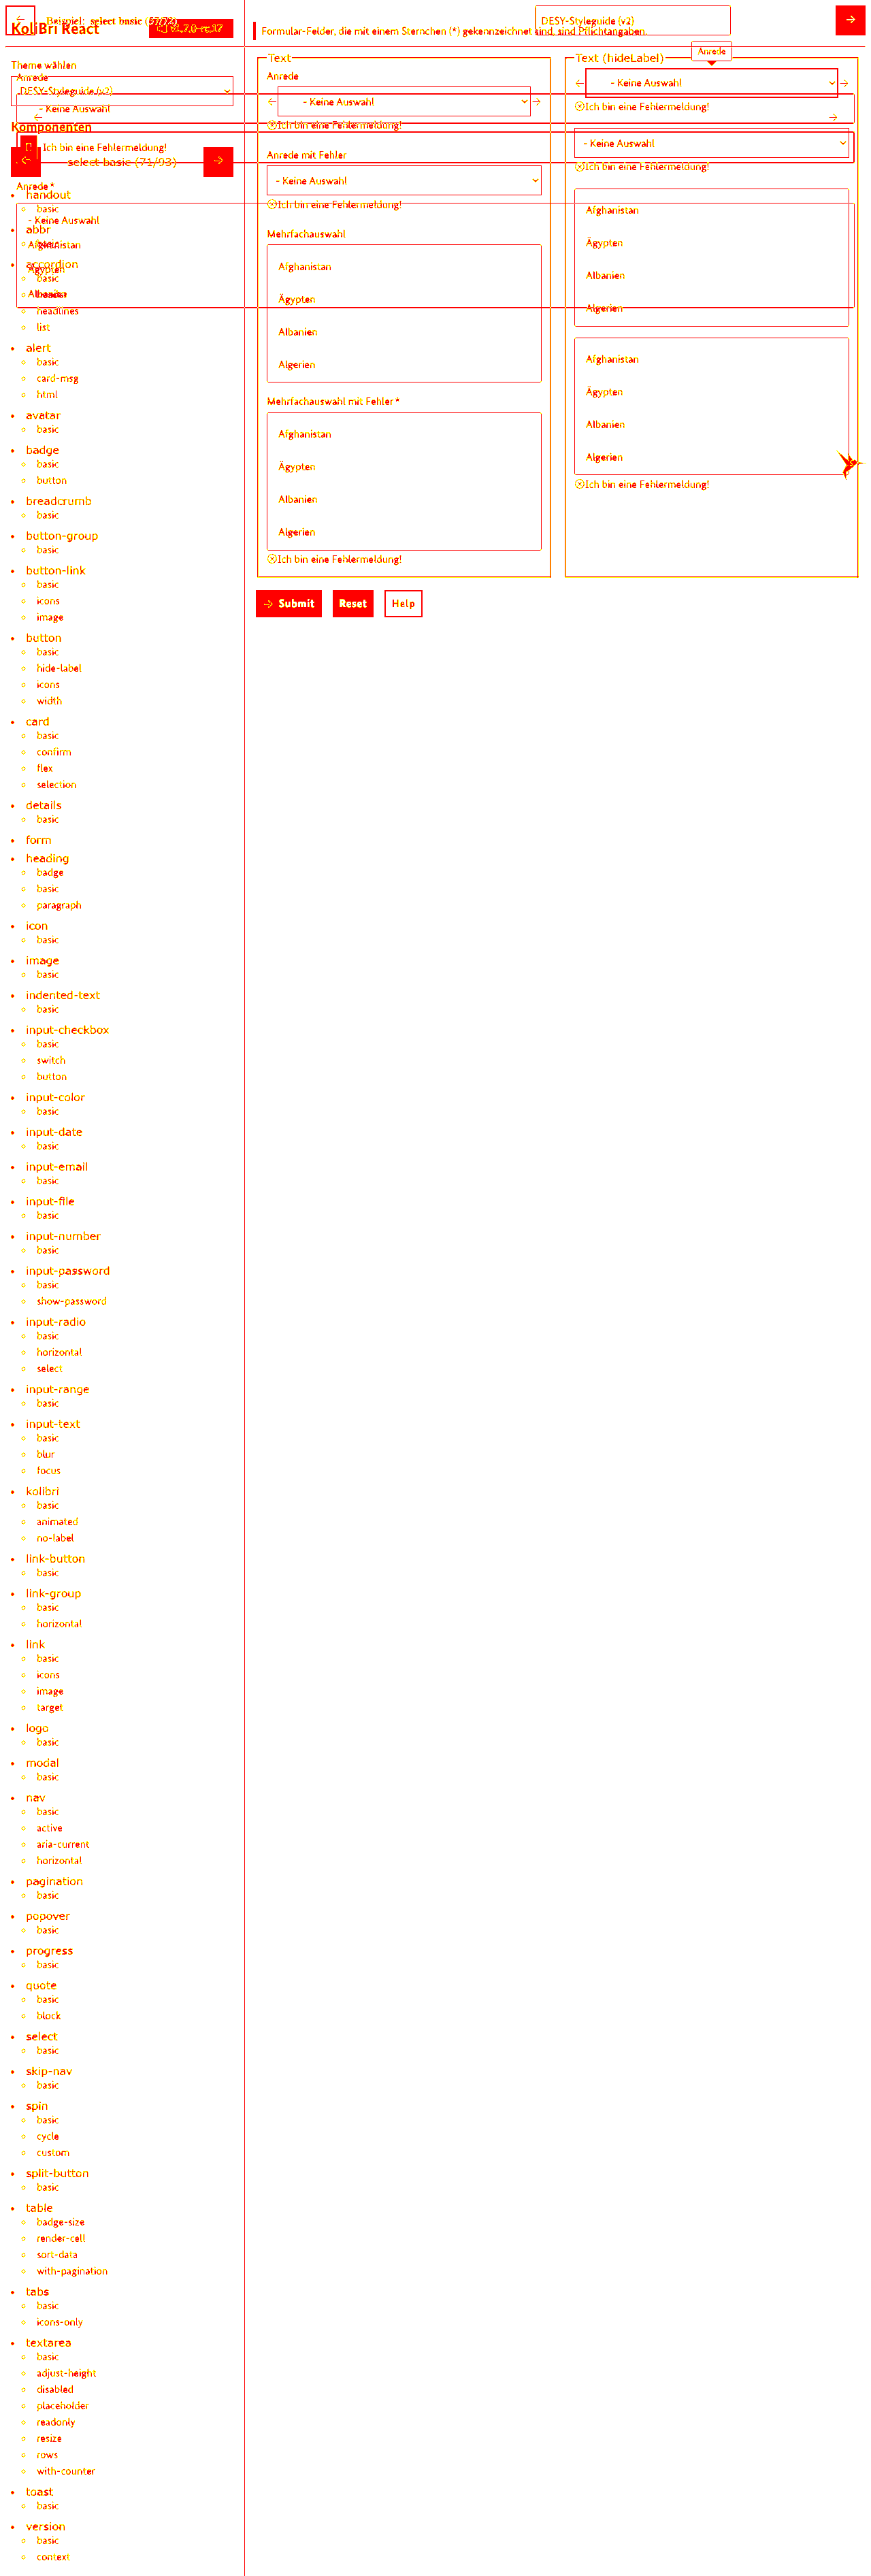 Beispiel: select basic (57/72)
KoliBri React
v1.7.0-rc.17
DESY-Styleguide (v2)
Formular-Felder, die mit einem Sternchen (*) gekennzeichnet sind, sind Pflichtangaben.
Theme wählen
Anrede
DESY-Styleguide (v2)
- Keine Auswahl
Komponenten
Ich bin eine Fehlermeldung!
select basic (71/93)
Anrede *
- Keine Auswahl
Afghanistan
Ägypten
Albanien
handout
basic
abbr
basic
accordion
basic
header
headlines
list
alert
basic
card-msg
html
avatar
basic
badge
basic
button
breadcrumb
basic
button-group
basic
button-link
basic
icons
image
button
basic
hide-label
icons
width
card
basic
confirm
flex
selection
details
basic
form
heading
badge
basic
paragraph
icon
basic
image
basic
indented-text
basic
input-checkbox
basic
switch
button
input-color
basic
input-date
basic
input-email
basic
input-file
basic
input-number
basic
input-password
basic
show-password
input-radio
basic
horizontal
select
input-range
basic
input-text
basic
blur
focus
kolibri
basic
animated
no-label
link-button
basic
link-group
basic
horizontal
link
basic
icons
image
target
logo
basic
modal
basic
nav
basic
active
aria-current
horizontal
pagination
basic
popover
basic
progress
basic
quote
basic
block
select
basic
skip-nav
basic
spin
basic
cycle
custom
split-button
basic
table
badge-size
render-cell
sort-data
with-pagination
tabs
basic
icons-only
textarea
basic
adjust-height
disabled
placeholder
readonly
resize
rows
with-counter
toast
basic
version
basic
context
Text
Anrede
- Keine Auswahl
Ich bin eine Fehlermeldung!
Anrede mit Fehler
- Keine Auswahl
Ich bin eine Fehlermeldung!
Mehrfachauswahl
Afghanistan
Ägypten
Albanien
Algerien
Mehrfachauswahl mit Fehler *
Afghanistan
Ägypten
Albanien
Algerien
Ich bin eine Fehlermeldung!
Text (hideLabel)
Anrede
- Keine Auswahl
Ich bin eine Fehlermeldung!
- Keine Auswahl
Ich bin eine Fehlermeldung!
Afghanistan
Ägypten
Albanien
Algerien
Afghanistan
Ägypten
Albanien
Algerien
Ich bin eine Fehlermeldung!
Submit
Reset
Help